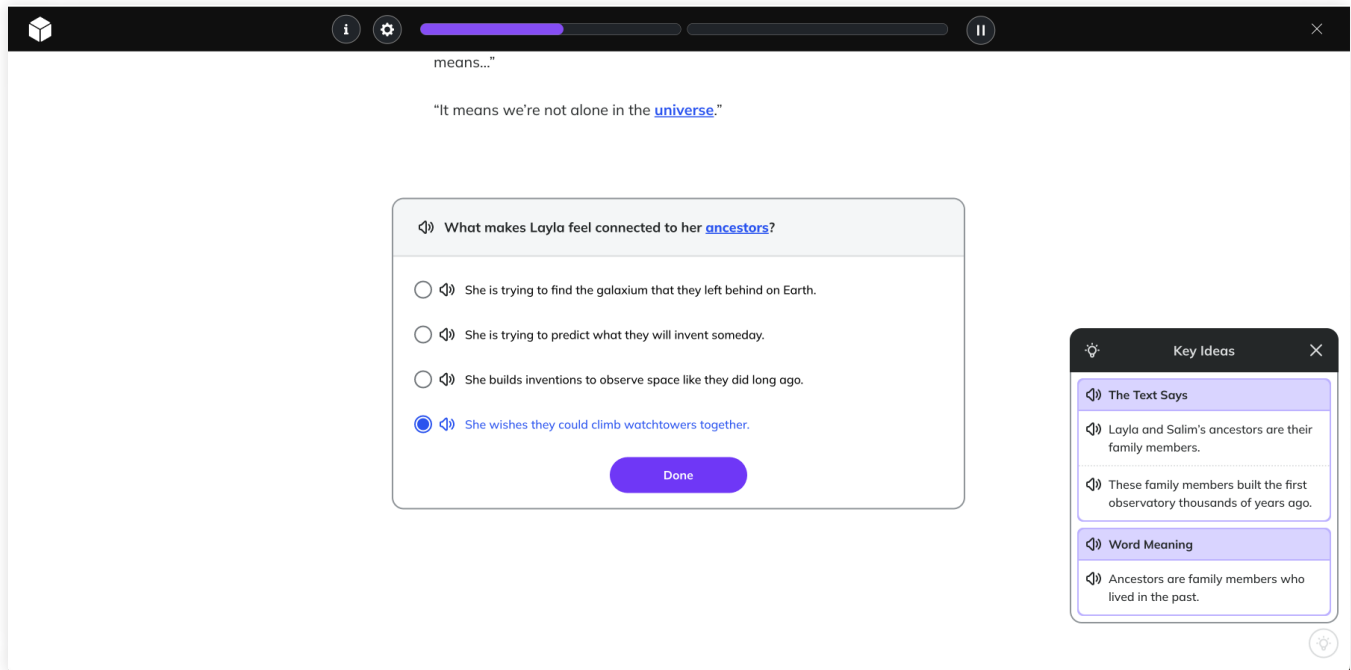 means...”
“It means we’re not alone in the universe.”
What makes Layla feel connected to her ancestors?
She is trying to find the galaxium that they left behind on Earth.
She is trying to predict what they will invent someday.
She builds inventions to observe space like they did long ago.
She wishes they could climb watchtowers together.
Done
Key Ideas
The Text Says
Layla and Salim’s ancestors are their
family members.
These family members built the first
observatory thousands of years ago.
Word Meaning
Ancestors are family members who
lived in the past.